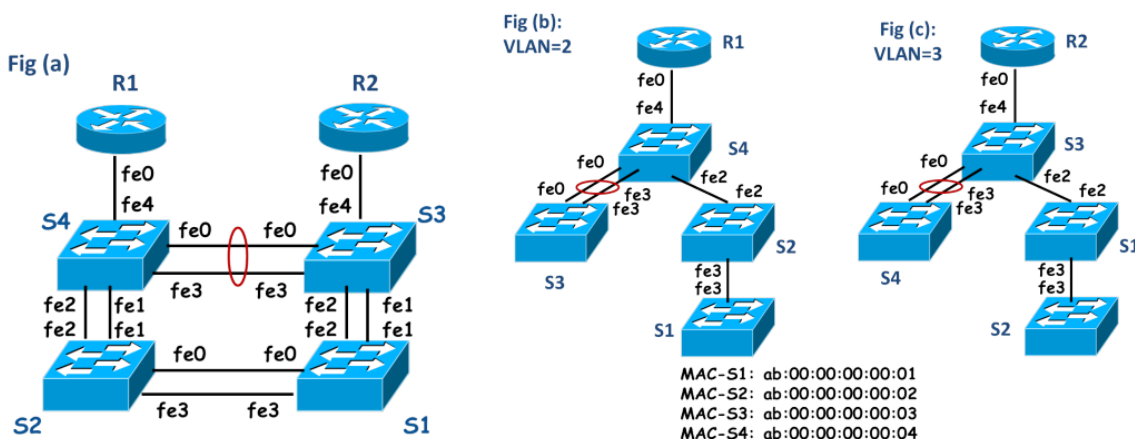 Fig (a)
R1
R2
fe0
fe0
fe4
fe4
S4
S3
fe0
fe0
fe3
fe3
fe2
fe1
fe2
fe1
fe2
fe1
fe2
fe1
fe0
fe0
fe3
fe3
S2
S1
Fig (b):
VLAN=2
R1
fe0
fe4
S4
fe0
fe0
fe3
fe3
fe2
fe2
S3
S2
fe3
fe3
S1
Fig (c):
VLAN=3
R2
fe0
fe4
S3
fe0
fe0
fe3
fe3
fe2
fe2
S4
S1
fe3
fe3
S2
MAC-S1: ab:00:00:00:00:01
MAC-S2: ab:00:00:00:00:02
MAC-S3: ab:00:00:00:00:03
MAC-S4: ab:00:00:00:00:04